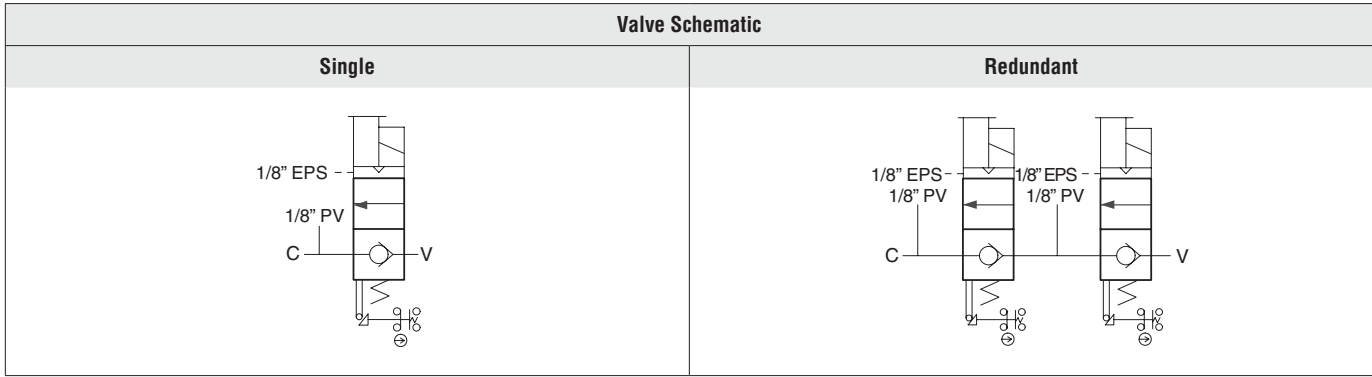 Valve Schematic
Single
Redundant
1/8” EPS
1/8” PV
C
V
1/8” EPS
1/8” EPS
1/8” PV
1/8” PV
C
V